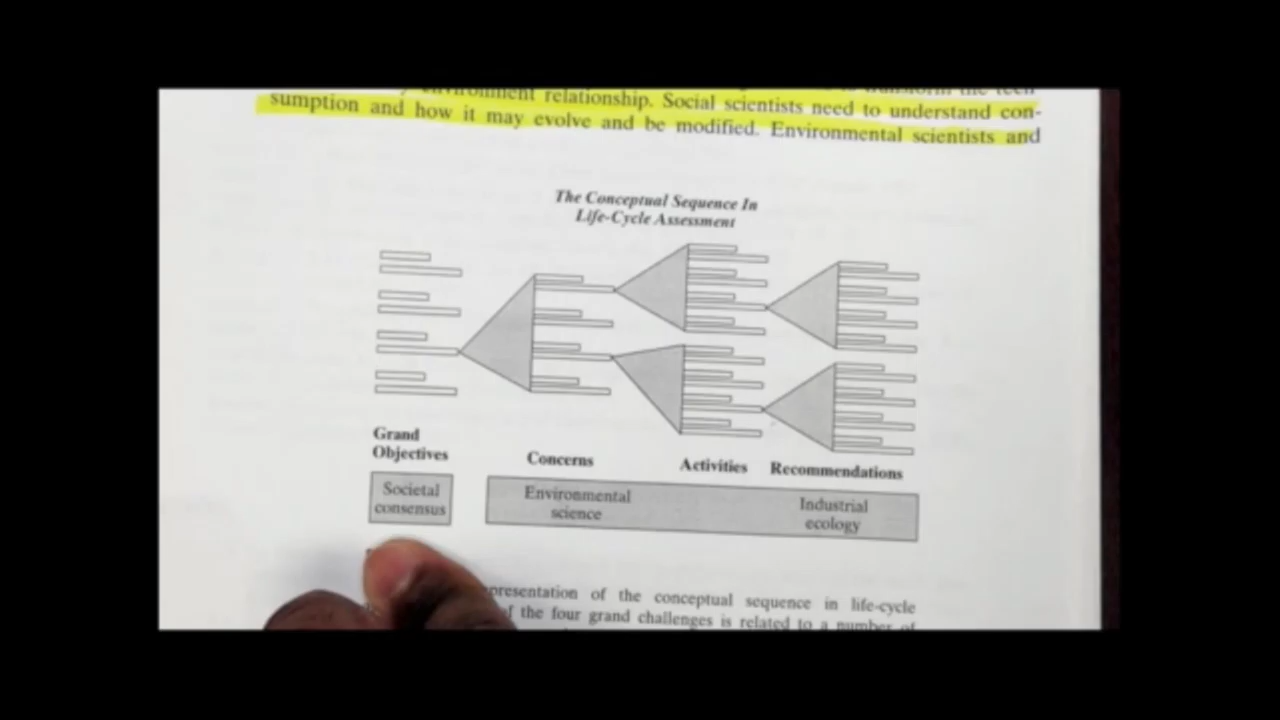 environment relationship. Social scientists need to understand con-
sumption and how it may evolve and be modified. Environmental scientists and
The Conceptual Sequence In
Life-Cycle Assessment
Grand
Objectives
Concerns
Activities
Recommendations
Societal
consensus
Environmental
science
Industrial
ecology
presentation of the conceptual sequence in life-cycle
of the four grand challenges is related to a number of